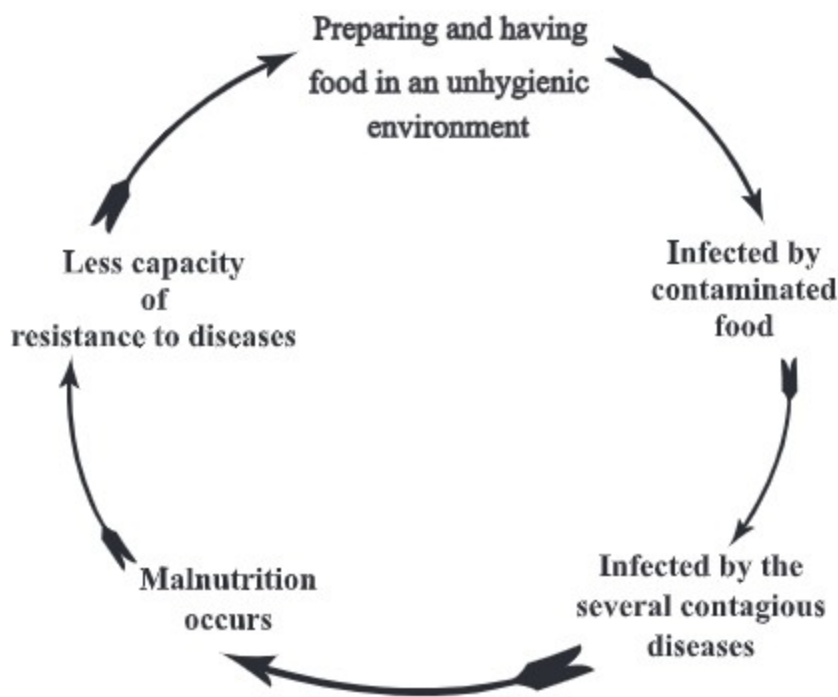 Preparing and having
food in an unhygienic
environment
Infected by
contaminated
food
Infected by the
several contagious
diseases
Malnutrition
occurs
Less capacity
of
resistance to diseases